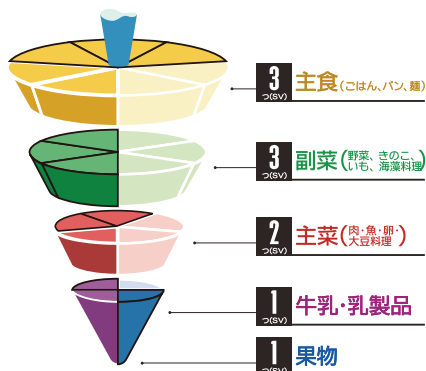 3 つ(SV) 主食(ごはん、パン、麺)
3 つ(SV) 副菜(野菜、きのこ、
いも、海藻料理)
2 つ(SV) 主菜(肉・魚・卵・
大豆料理)
1 つ(SV) 牛乳・乳製品
1 つ(SV) 果物